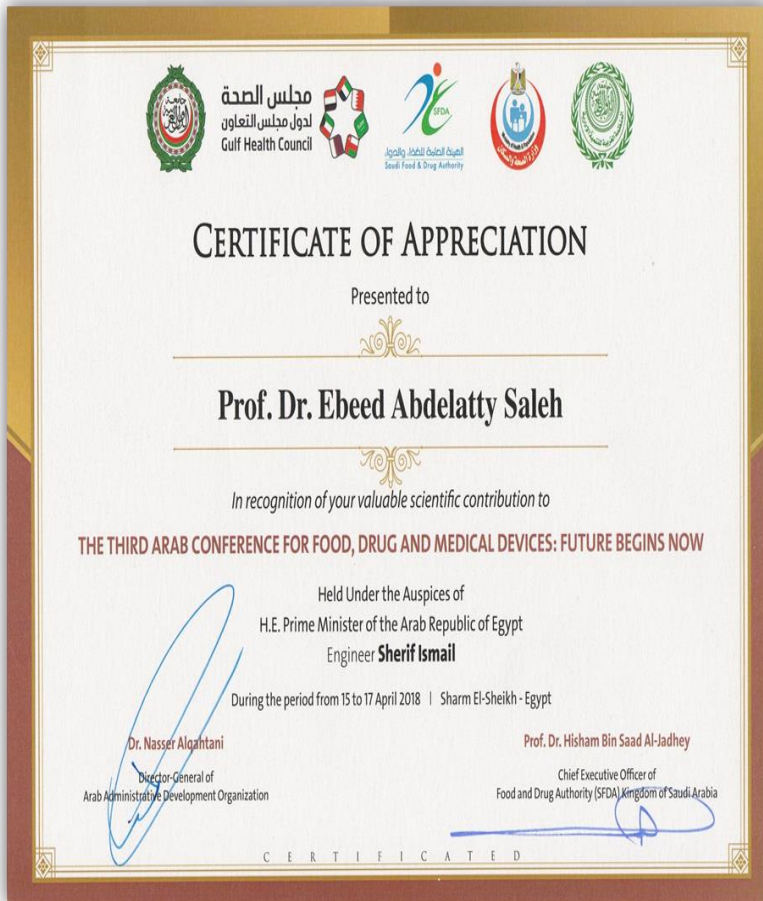 مجلس الصحة
لدول مجلس التعاون
Gulf Health Council
SFDA
الهيئة العامة للغذاء والدواء
Saudi Food & Drug Authority
CERTIFICATE OF APPRECIATION
Presented to
Prof. Dr. Ebeed Abdelatty Saleh
In recognition of your valuable scientific contribution to
THE THIRD ARAB CONFERENCE FOR FOOD, DRUG AND MEDICAL DEVICES: FUTURE BEGINS NOW
Held Under the Auspices of
H.E. Prime Minister of the Arab Republic of Egypt
Engineer Sherif Ismail
During the period from 15 to 17 April 2018 | Sharm El-Sheikh - Egypt
Dr. Nasser Alqahtani
Director-General of
Arab Administrative Development Organization
Prof. Dr. Hisham Bin Saad Al-Jadhey
Chief Executive Officer of
Food and Drug Authority (SFDA) Kingdom of Saudi Arabia
CERTIFICATED